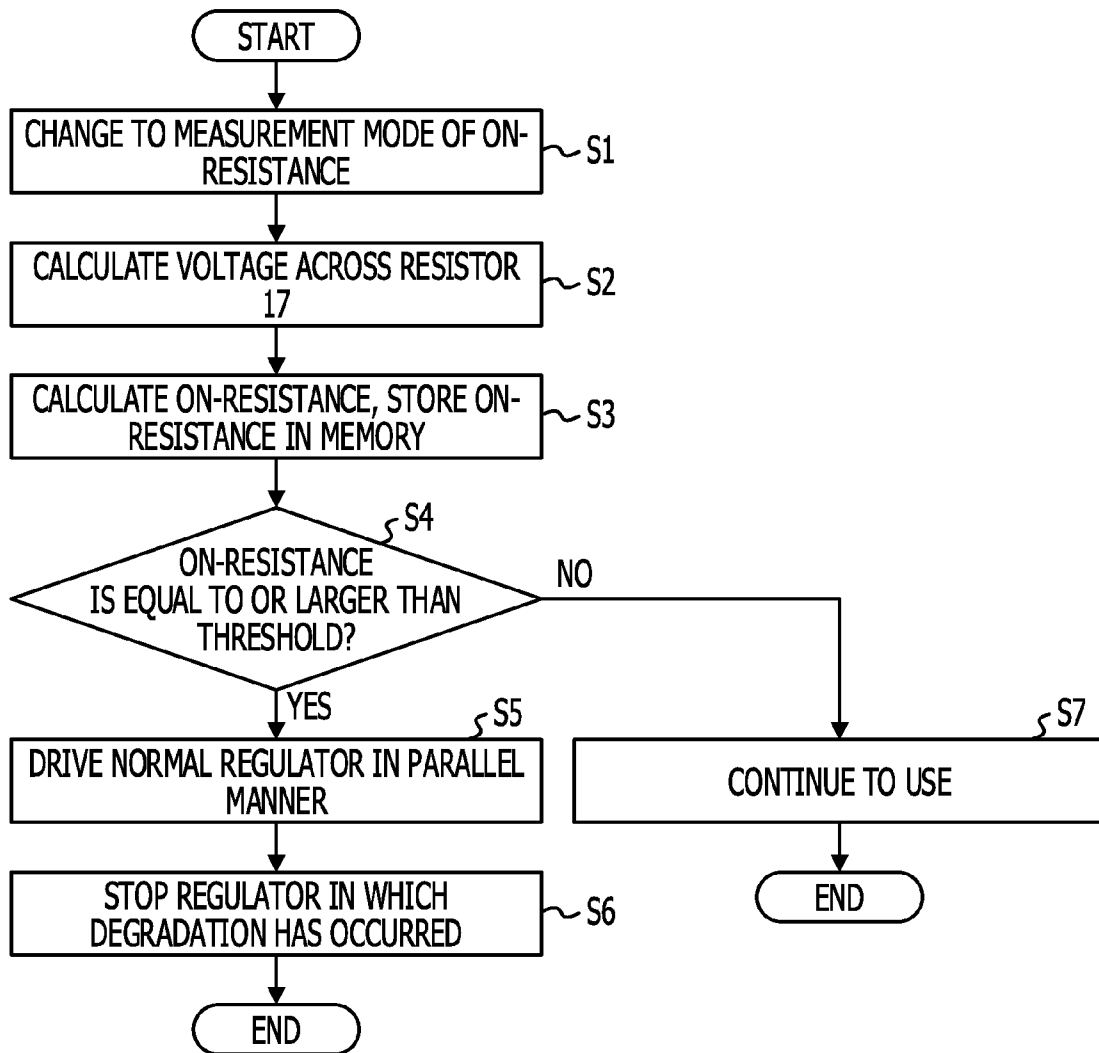 START
CHANGE TO MEASUREMENT MODE OF ON-
RESISTANCE
S1
CALCULATE VOLTAGE ACROSS RESISTOR
17
S2
CALCULATE ON-RESISTANCE, STORE ON-
RESISTANCE IN MEMORY
S3
S4
ON-RESISTANCE
IS EQUAL TO OR LARGER THAN
THRESHOLD?
NO
YES
S5
DRIVE NORMAL REGULATOR IN PARALLEL
MANNER
S7
CONTINUE TO USE
STOP REGULATOR IN WHICH
DEGRADATION HAS OCCURRED
S6
END
END